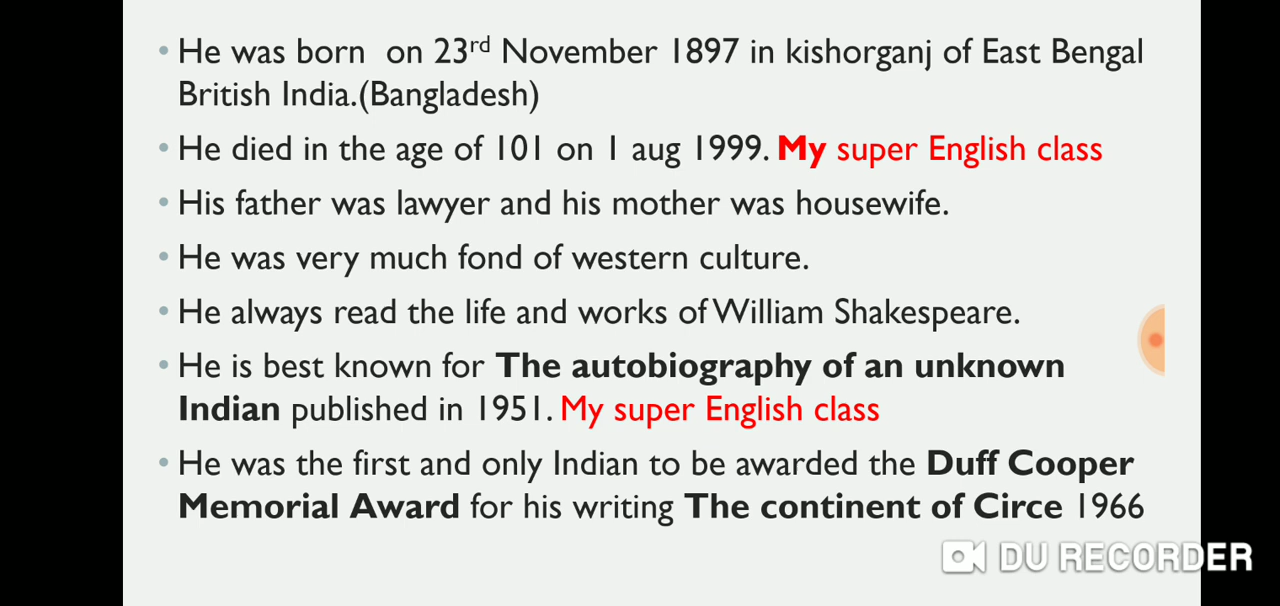 • He was born on 23rd November 1897 in kishorganj of East Bengal
British India.(Bangladesh)
• He died in the age of 101 on 1 aug 1999. My super English class
• His father was lawyer and his mother was housewife.
• He was very much fond of western culture.
• He always read the life and works of William Shakespeare.
• He is best known for The autobiography of an unknown
Indian published in 1951. My super English class
• He was the first and only Indian to be awarded the Duff Cooper
Memorial Award for his writing The continent of Circe 1966
DU RECORDER